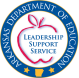 ARKANSAS DEPARTMENT OF EDUCATION
LEADERSHIP
SUPPORT
SERVICE